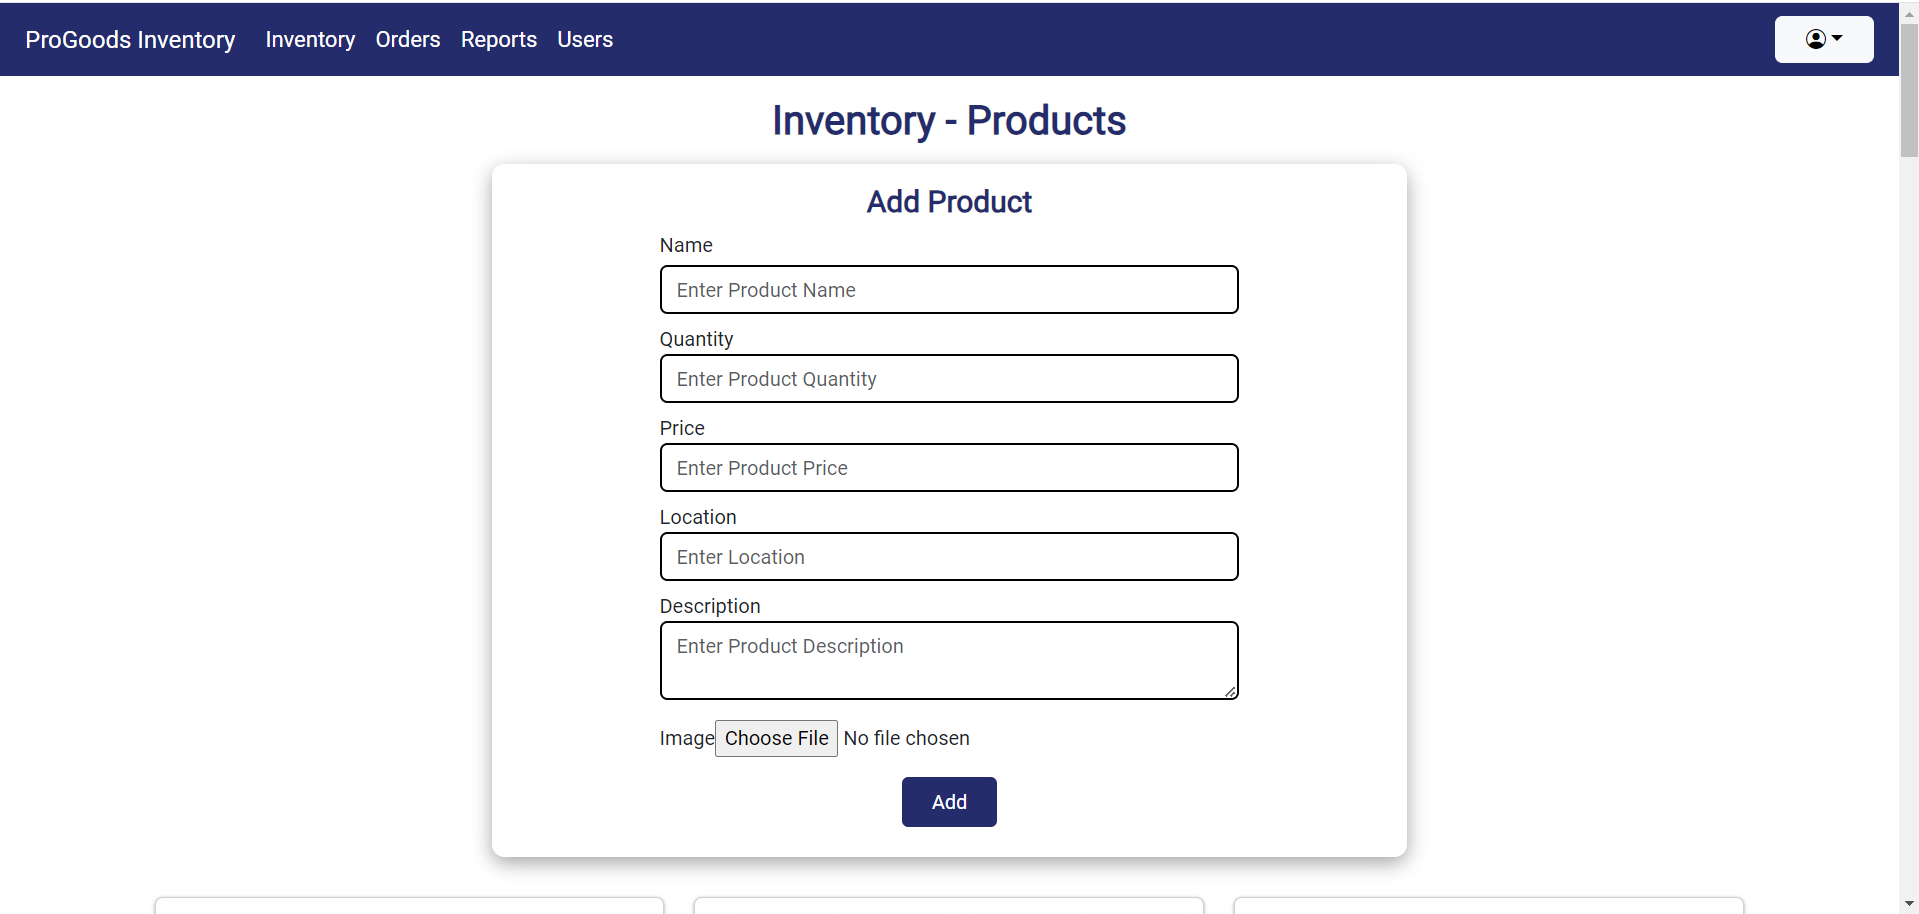 ProGoods Inventory Inventory Orders Reports Users
Inventory - Products
Add Product
Name
Enter Product Name
Quantity
Enter Product Quantity
Price
Enter Product Price
Location
Enter Location
Description
Enter Product Description
Image Choose File No file chosen
Add